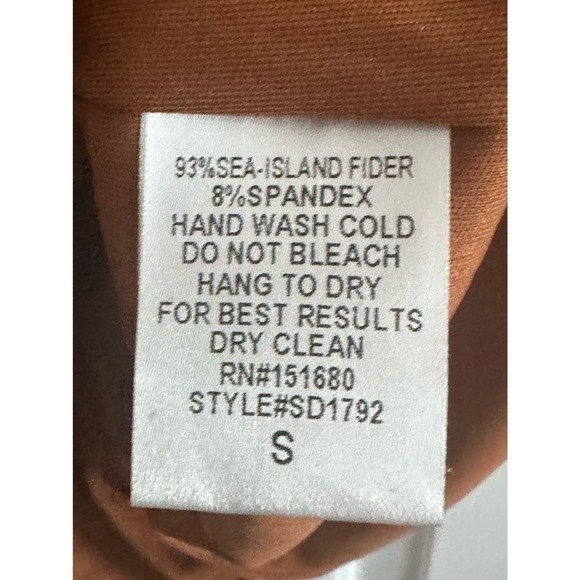 93%SEA-ISLAND FIDER
8%SPANDEX
HAND WASH COLD
DO NOT BLEACH
HANG TO DRY
FOR BEST RESULTS
DRY CLEAN
RN#151680
STYLE#SD1792
S